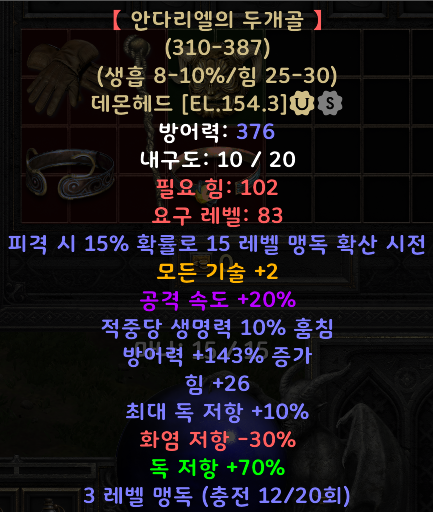 【 안다리엘의 두개골 】
(310-387)
(생흡 8-10%/힘 25-30)
데몬헤드 [EL.154.3] U S
방어력: 376
내구도: 10 / 20
필요 힘: 102
요구 레벨: 83
피격 시 15% 확률로 15 레벨 맹독 확산 시전
모든 기술 +2
공격 속도 +20%
적중당 생명력 10% 훔침
방어력 +143% 증가
힘 +26
최대 독 저항 +10%
화염 저항 -30%
독 저항 +70%
3 레벨 맹독 (충전 12/20회)